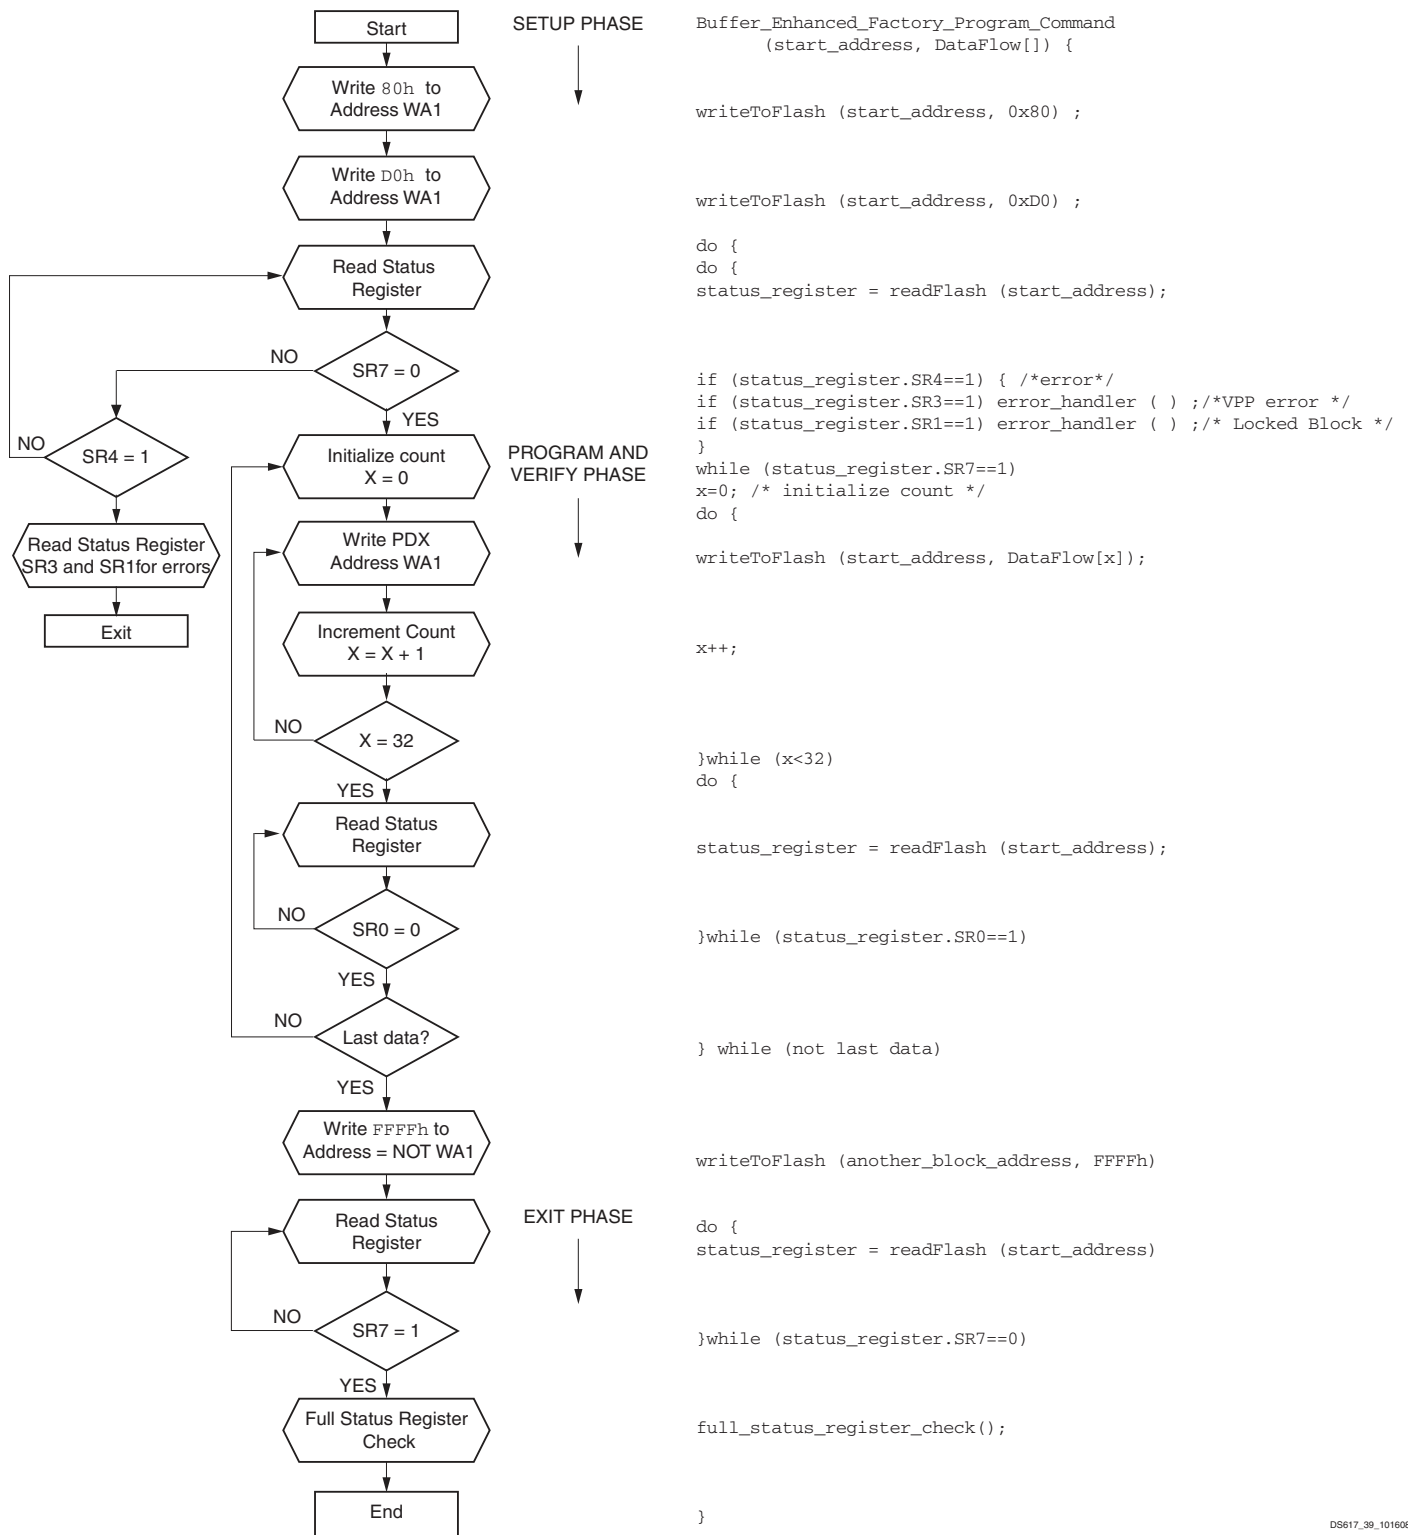 Start
SETUP PHASE
Buffer_Enhanced_Factory_Program_Command
(start_address, DataFlow[]) {
Write 80h to
Address WA1
writeToFlash (start_address, 0x80) ;
Write D0h to
Address WA1
writeToFlash (start_address, 0xD0) ;
do {
do {
Read Status
Register
status_register = readFlash (start_address);
NO
SR7 = 0
YES
if (status_register.SR4==1) { /*error*/
if (status_register.SR3==1) error_handler ( ) ;/*VPP error */
if (status_register.SR1==1) error_handler ( ) ;/* Locked Block */
}
NO
SR4 = 1
Initialize count
X = 0
PROGRAM AND
VERIFY PHASE
while (status_register.SR7==1)
x=0; /* initialize count */
do {
Read Status Register
SR3 and SR1for errors
Exit
Write PDX
Address WA1
writeToFlash (start_address, DataFlow[x]);
Increment Count
X = X + 1
x++;
NO
X = 32
YES
}while (x<32)
do {
Read Status
Register
status_register = readFlash (start_address);
NO
SR0 = 0
YES
}while (status_register.SR0==1)
NO
Last data?
YES
} while (not last data)
Write FFFFh to
Address = NOT WA1
writeToFlash (another_block_address, FFFFh)
Read Status
Register
EXIT PHASE
do {
status_register = readFlash (start_address)
NO
SR7 = 1
YES
}while (status_register.SR7==0)
Full Status Register
Check
full_status_register_check();
End
}
DS617_39_101608